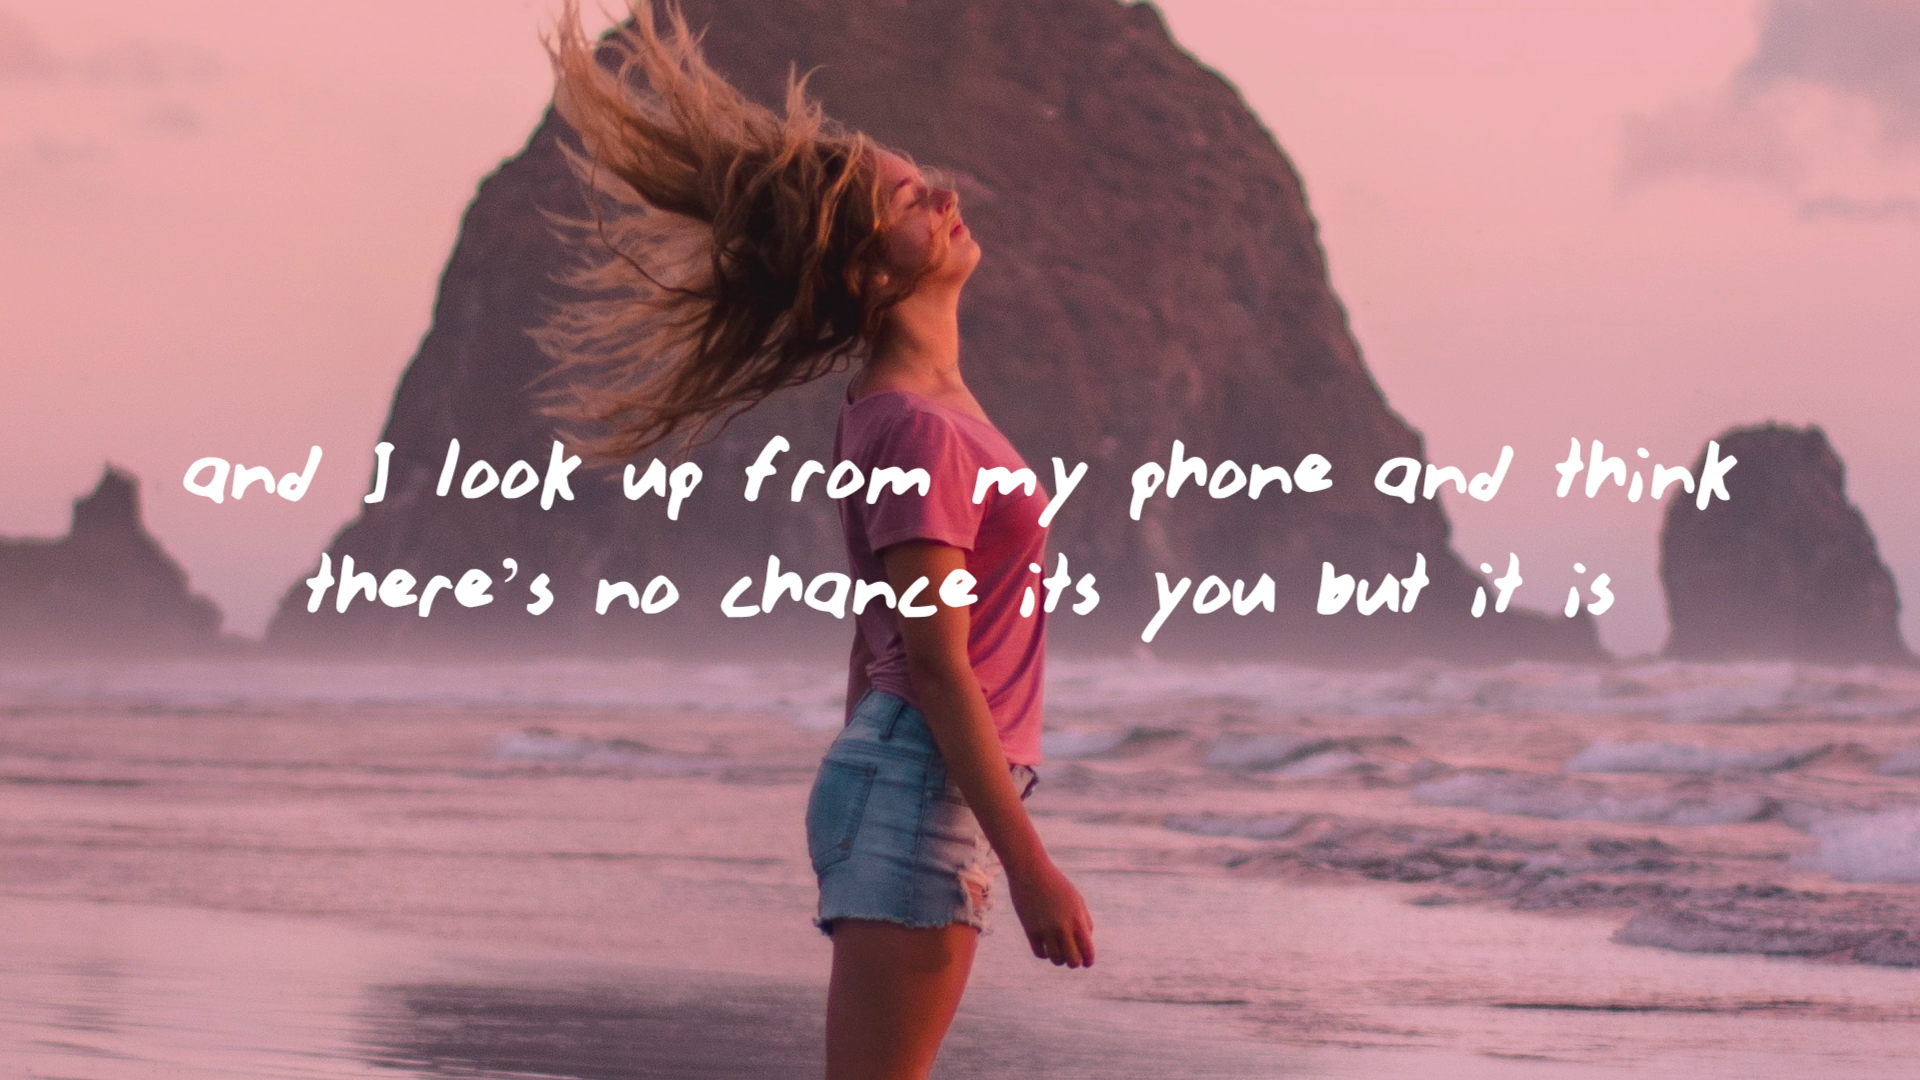 and I look up from my phone and think
there's no chance its you but it is